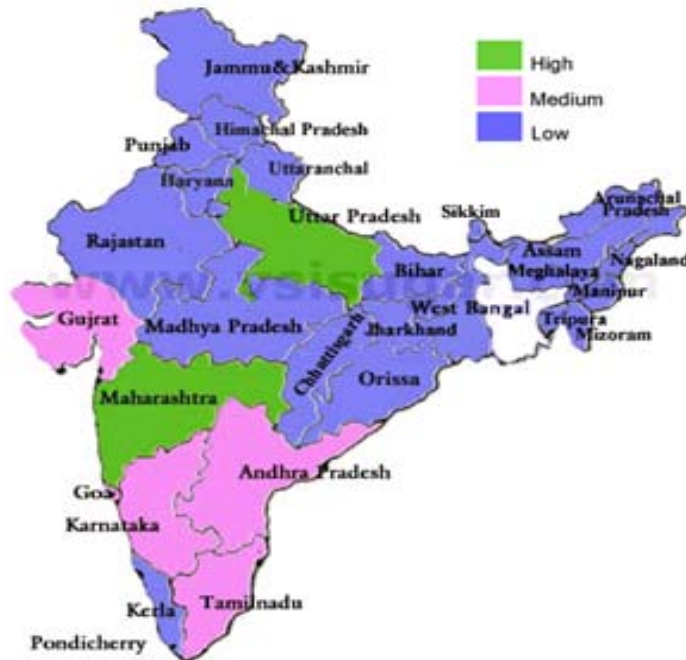 Jammu&Kashmir
High
Medium
Low
Himachal Pradesh
Punjab
Uttaranchal
Haryana
Uttar Pradesh
Sikkim
Arunachal
Pradesh
Rajastan
Assam
Nagaland
Bihar
Meghalaya
Manipur
Gujrat
Madhya Pradesh
West Bangal
Jharkhand
Tripura
Mizoram
Chhattisgarh
Orissa
Maharashtra
Andhra Pradesh
Goa
Karnataka
Kerla
Tamilnadu
Pondicherry